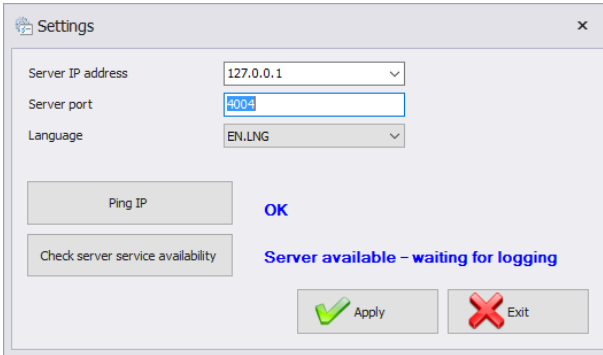 Settings
Server IP address 127.0.0.1
Server port 4004
Language EN.LNG
Ping IP OK
Check server service availability Server available - waiting for logging
Apply Exit